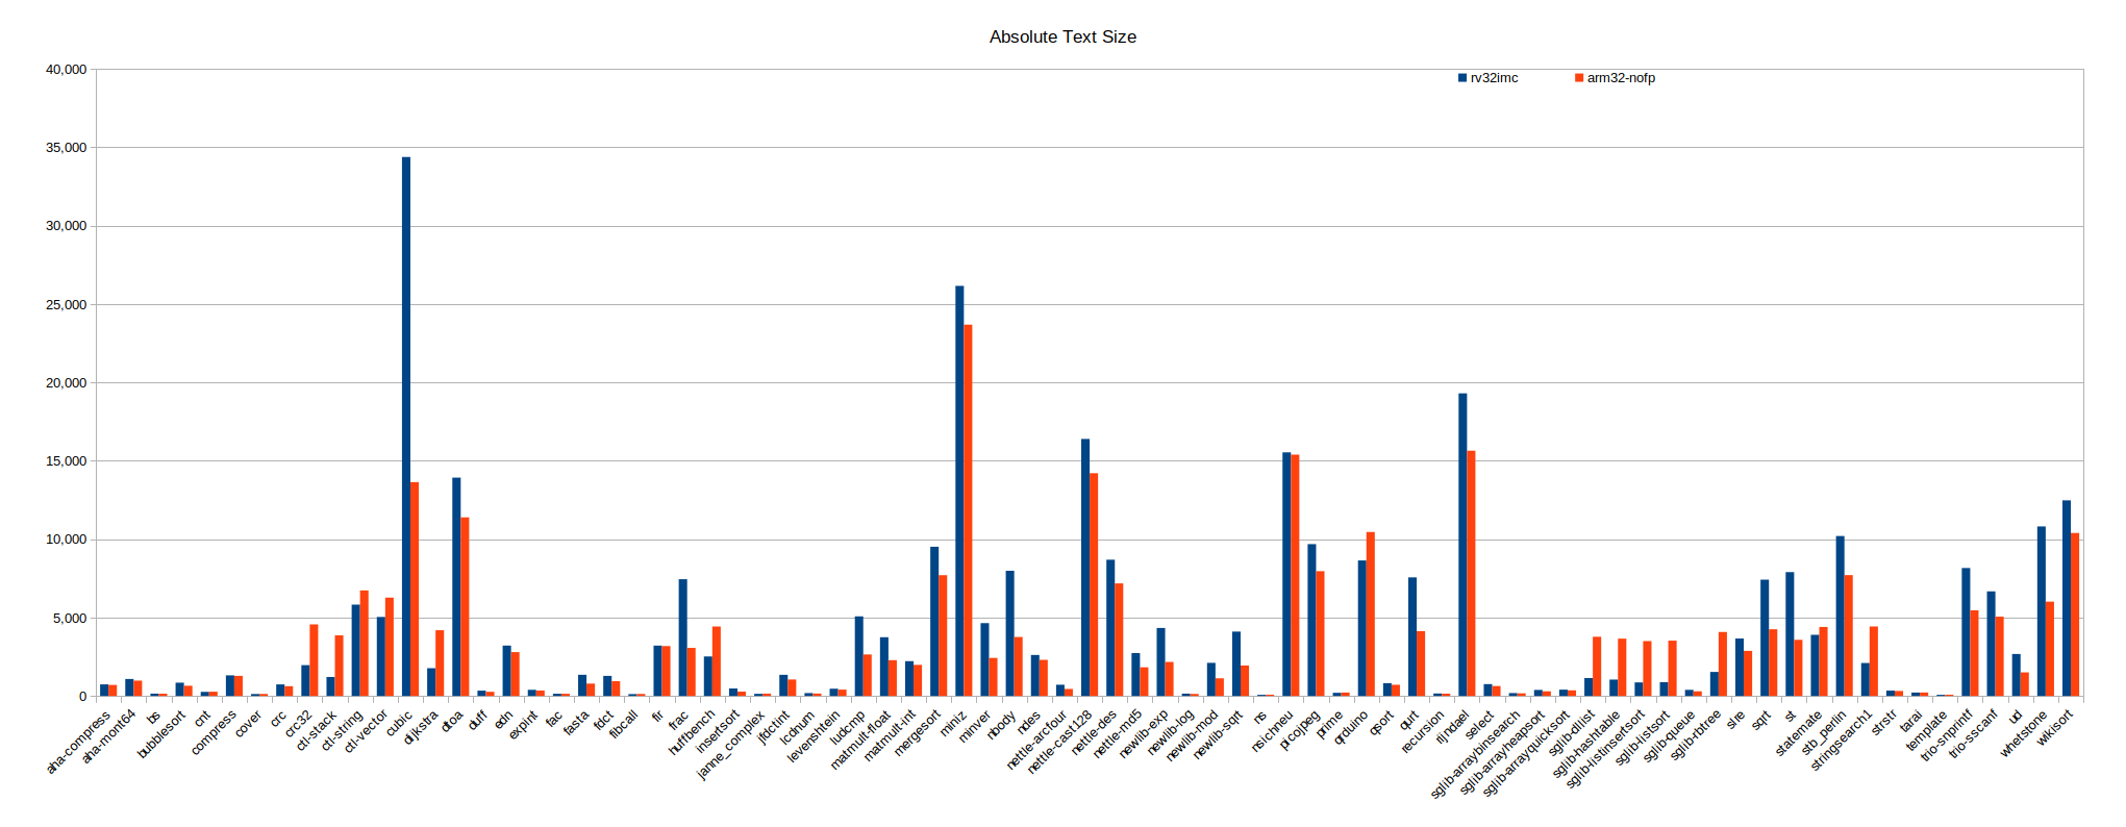 Absolute Text Size
rv32imc
arm32-nofp
40,000
35,000
30,000
25,000
20,000
15,000
10,000
5,000
0
aha-compress
aha-mont64
bs
bubblesort
cnt
compress
cover
crc
crc32
ctl-stack
ctl-string
ctl-vector
cubic
dijkstra
dtoa
duff
edn
expint
fac
fasta
fdct
fibcall
fir
frac
huffbench
insertsort
janne_complex
jfdctint
lcdnum
levenshtein
ludcmp
matmult-float
matmult-int
mergesort
miniz
minver
nbody
ndes
nettle-arcfour
nettle-cast128
nettle-des
nettle-md5
newlib-exp
newlib-log
newlib-mod
newlib-sqrt
ns
nsichneu
picojpeg
prime
qrduino
qsort
qurt
recursion
rijndael
select
sglib-arraybinsearch
sglib-arrayheapsort
sglib-arrayquicksort
sglib-dllist
sglib-hashtable
sglib-listinsertsort
sglib-listsort
sglib-queue
sglib-rbtree
slre
sqrt
st
statemate
stb_perlin
stringsearch1
strstr
tarai
template
trio-snprintf
trio-sscanf
ud
whetstone
wikisort